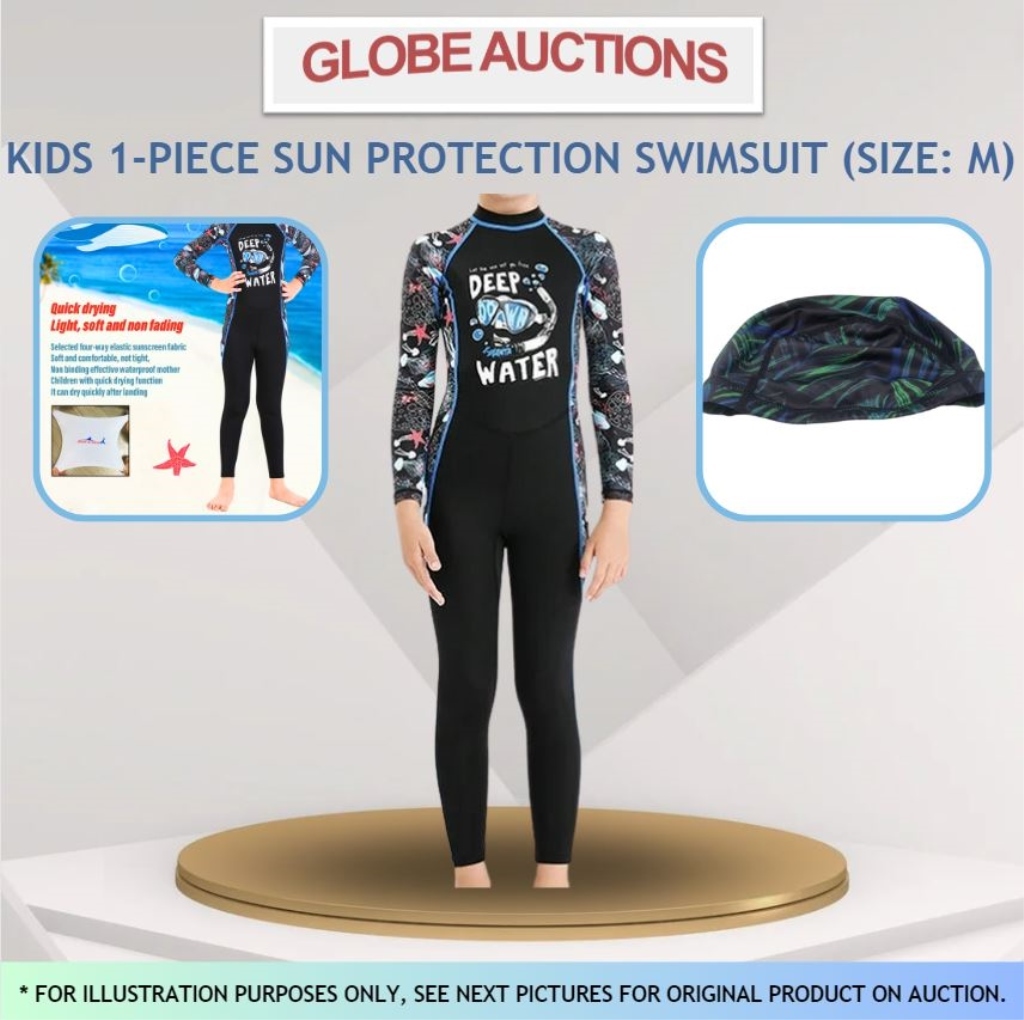 GLOBE AUCTIONS
KIDS 1-PIECE SUN PROTECTION SWIMSUIT (SIZE: M)
DEEP
WATER
Quick drying
Light, soft and non fading
Selected four-way elastic sunscreen fabric
Soft and comfortable, not tight,
Non binding effective waterproof mother
Children with quick drying function
It can dry quickly after landing
DEEP
WATER
* FOR ILLUSTRATION PURPOSES ONLY, SEE NEXT PICTURES FOR ORIGINAL PRODUCT ON AUCTION.